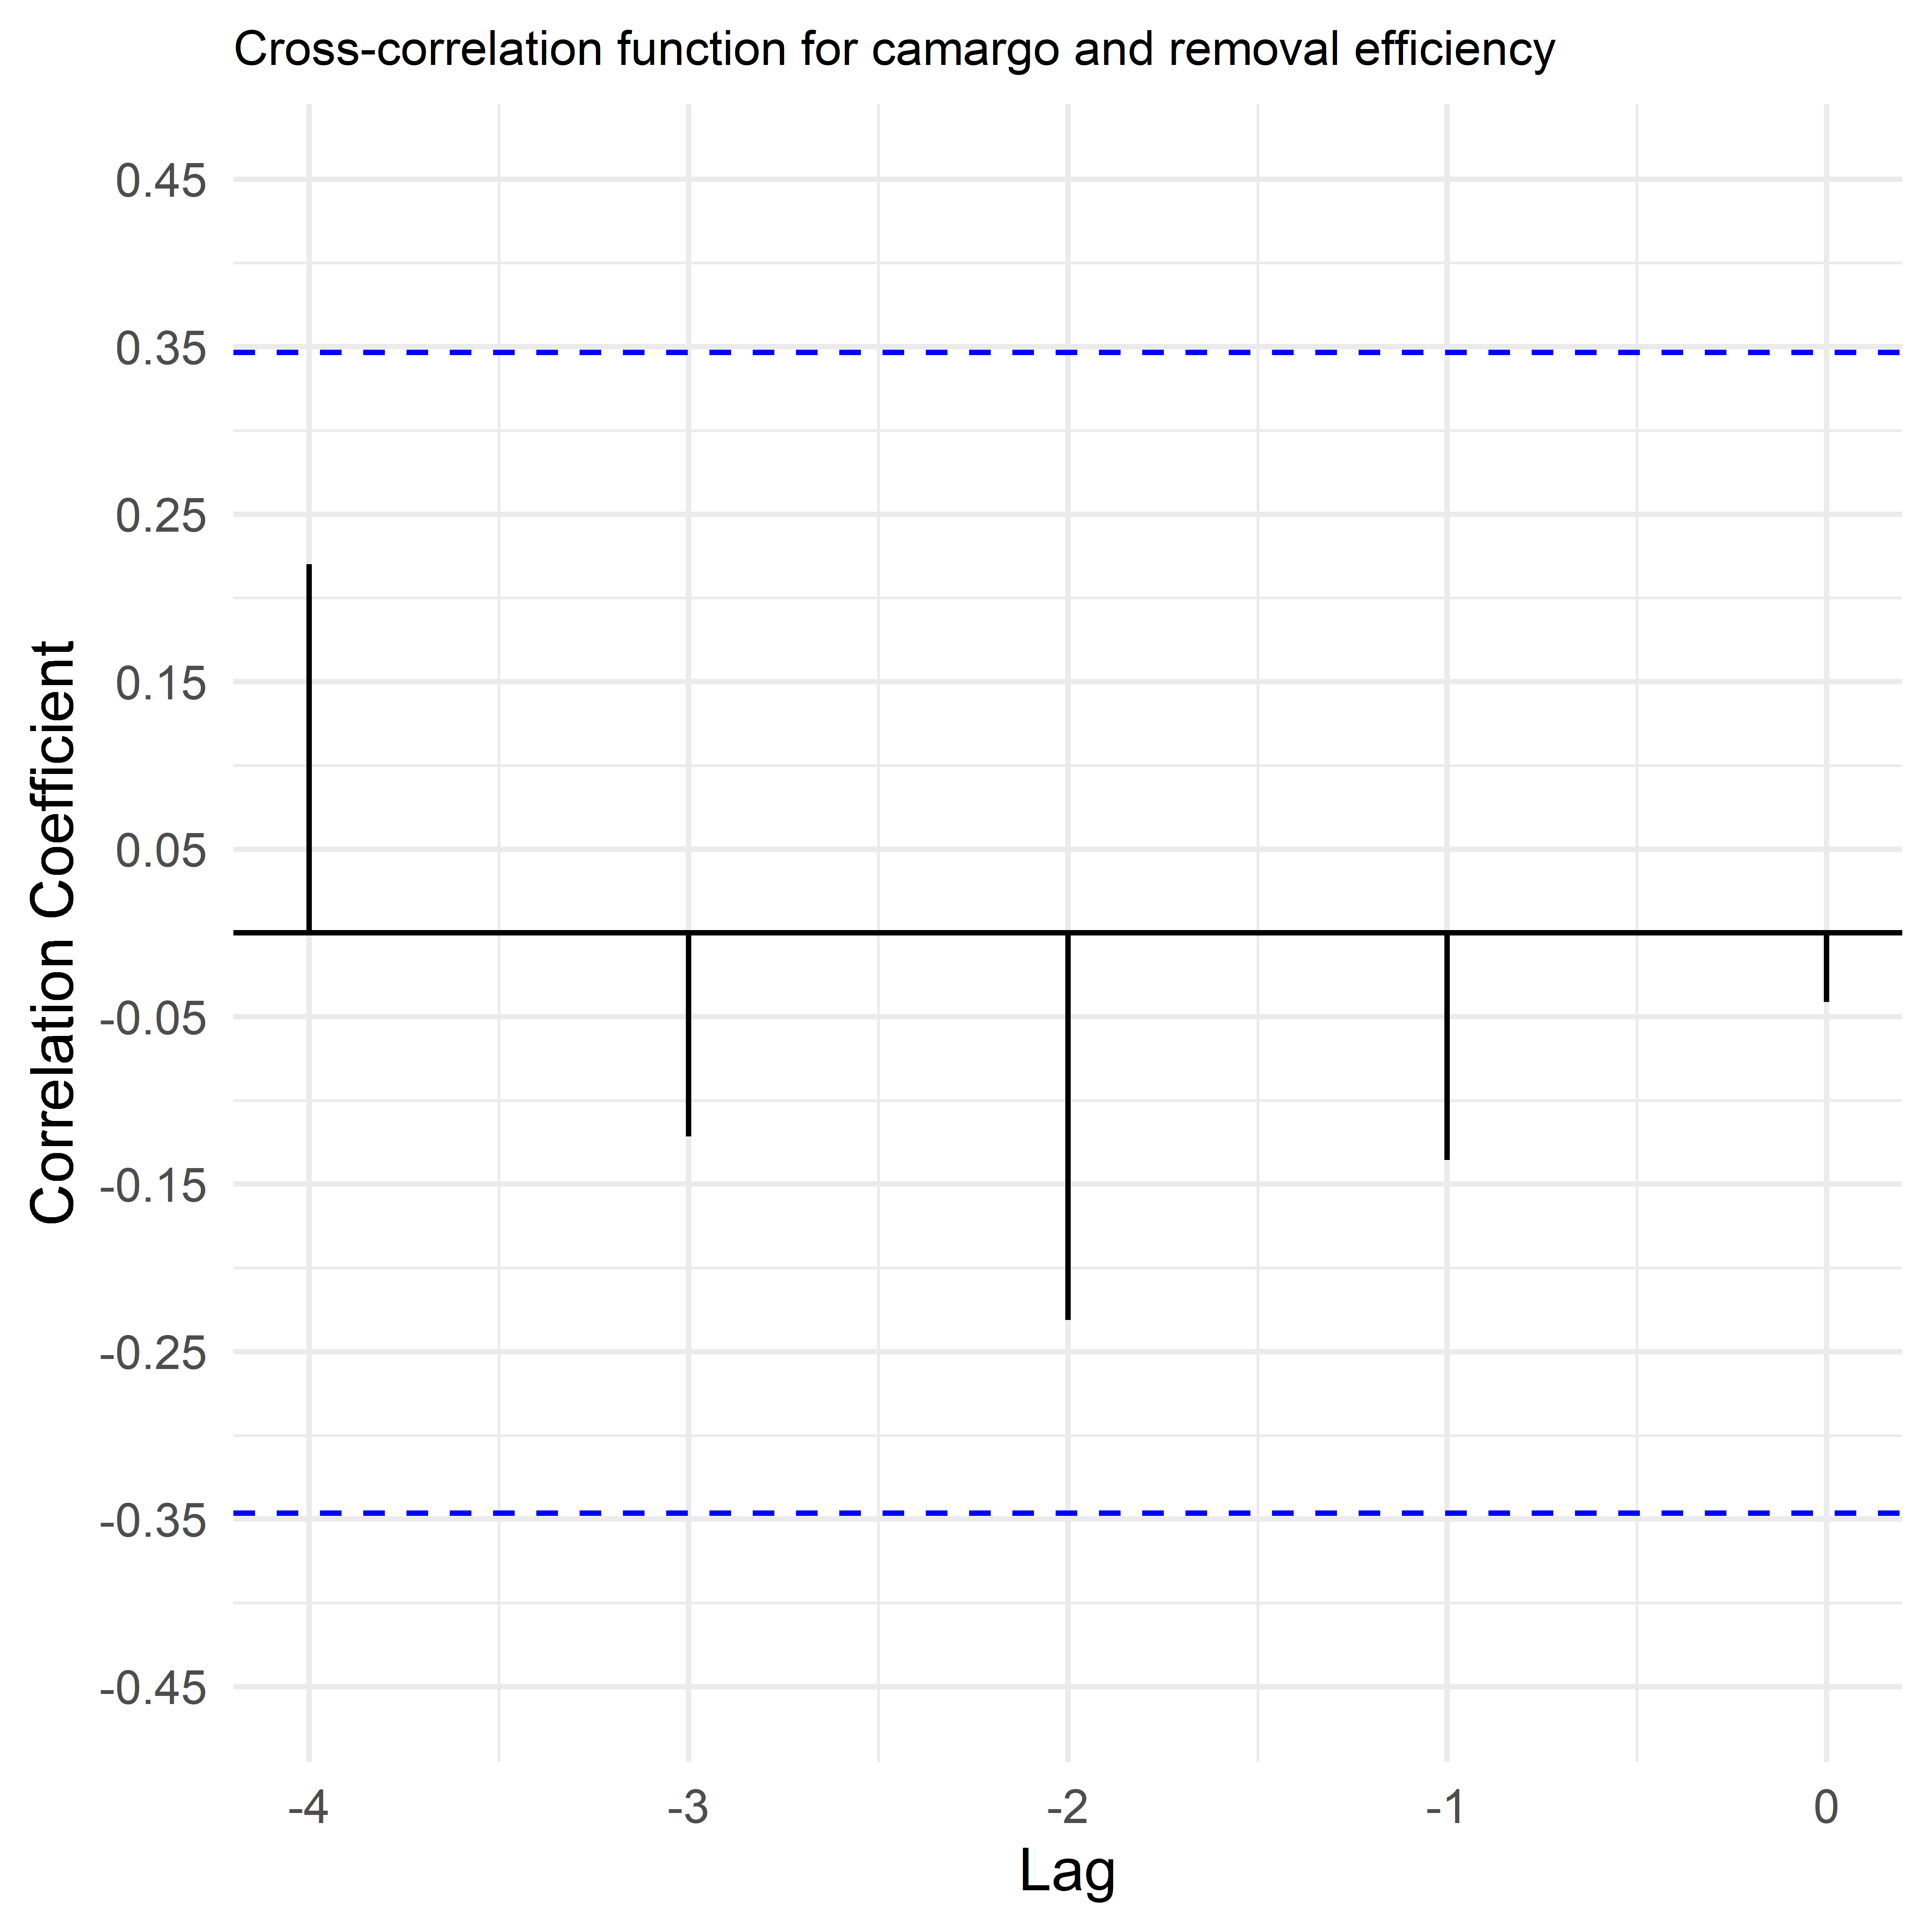 Cross-correlation function for camargo and removal efficiency
0.45
0.35
0.25
0.15
0.05
-0.05
-0.15
-0.25
-0.35
-0.45
Correlation Coefficient
-4 -3 -2 -1 0
Lag